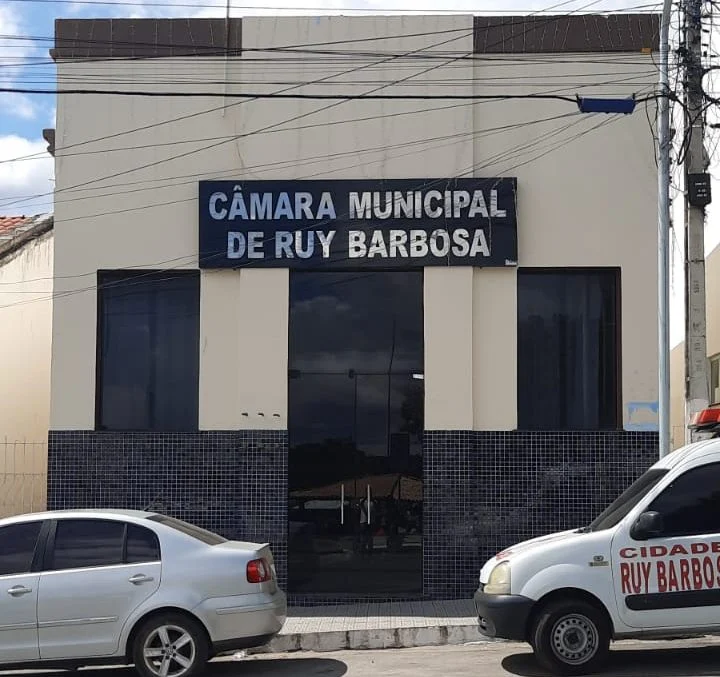 CÂMARA MUNICIPAL
DE RUY BARBOSA
CIDADE
RUY BARBOS